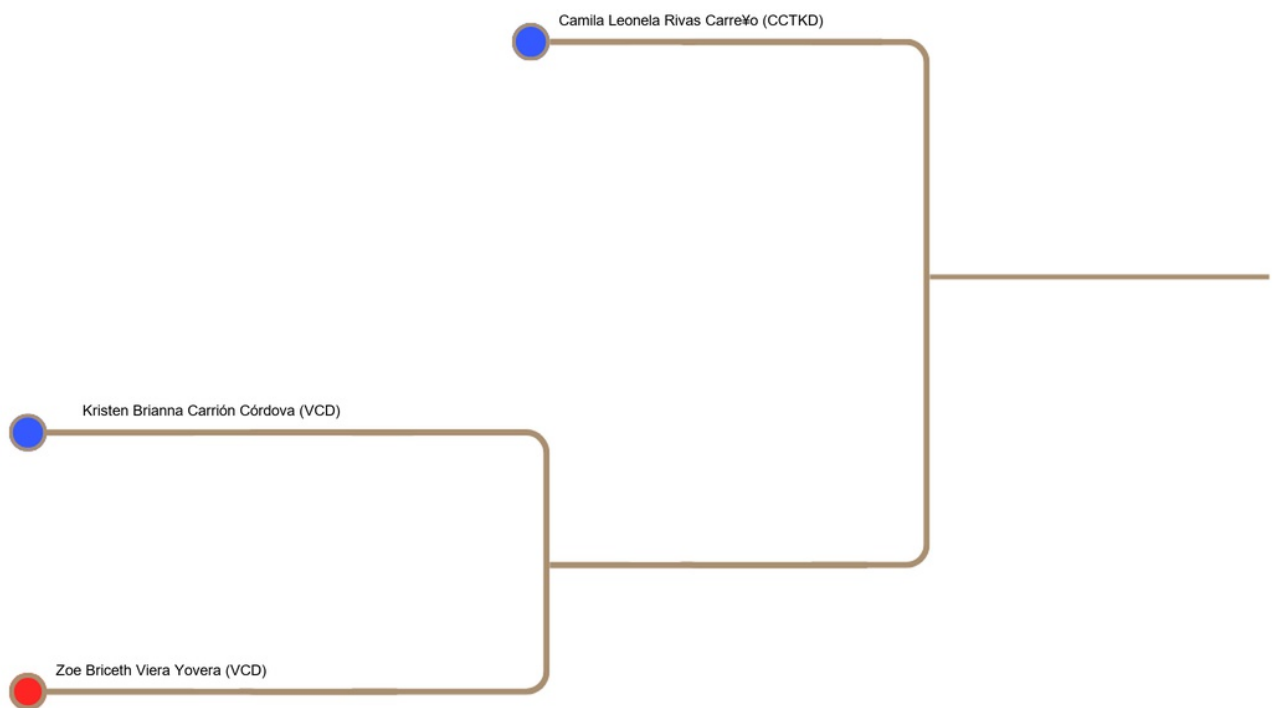 Camila Leonela Rivas Carre¥o (CCTKD)
Kristen Brianna Carrión Córdova (VCD)
Zoe Briceth Viera Yovera (VCD)